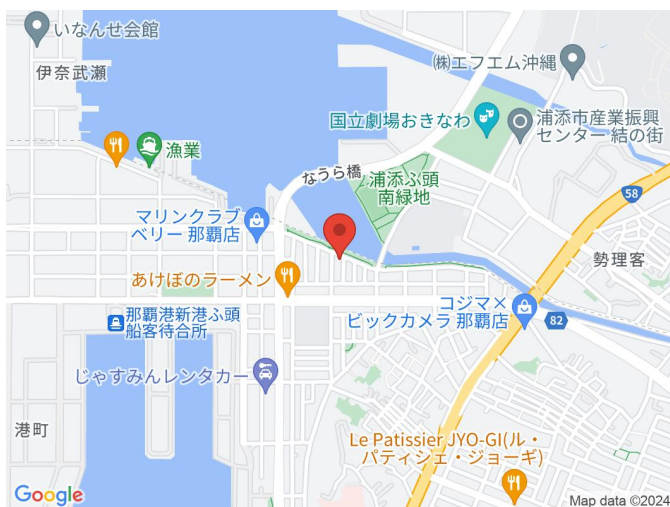 いなんせ会館
伊奈武瀬
㈱エフエム沖縄
漁業
国立劇場おきなわ
浦添市産業振興
センター 結の街
なうら橋
浦添ふ頭
南緑地
58
マリンクラブ
ベリー 那覇店
勢理客
あけぼのラーメン
コジマ×
ビックカメラ 那覇店
82
那覇港新港ふ頭
船客待合所
じゃすみんレンタカー
港町
Le Patissier JYO-GI(ル・
パティシェ・ジョーギ)
Google
Map data ©2024